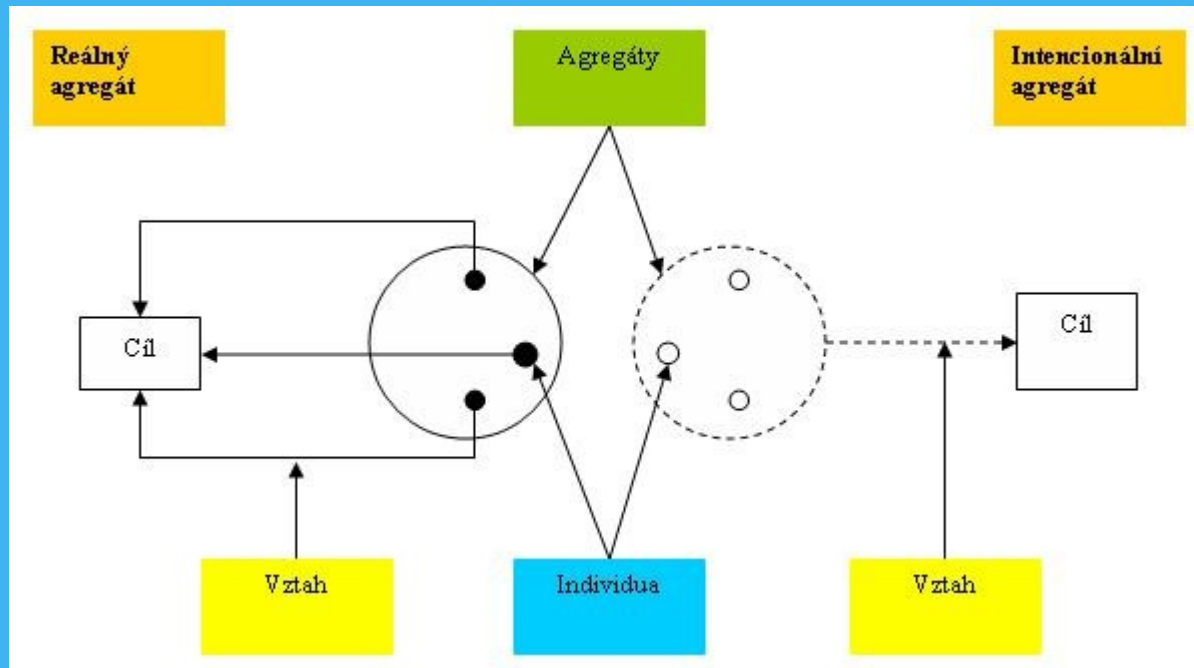 Reálný
agregát
Agregáty
Intencionální
agregát
Cíl
Cíl
Vztah
Individua
Vztah